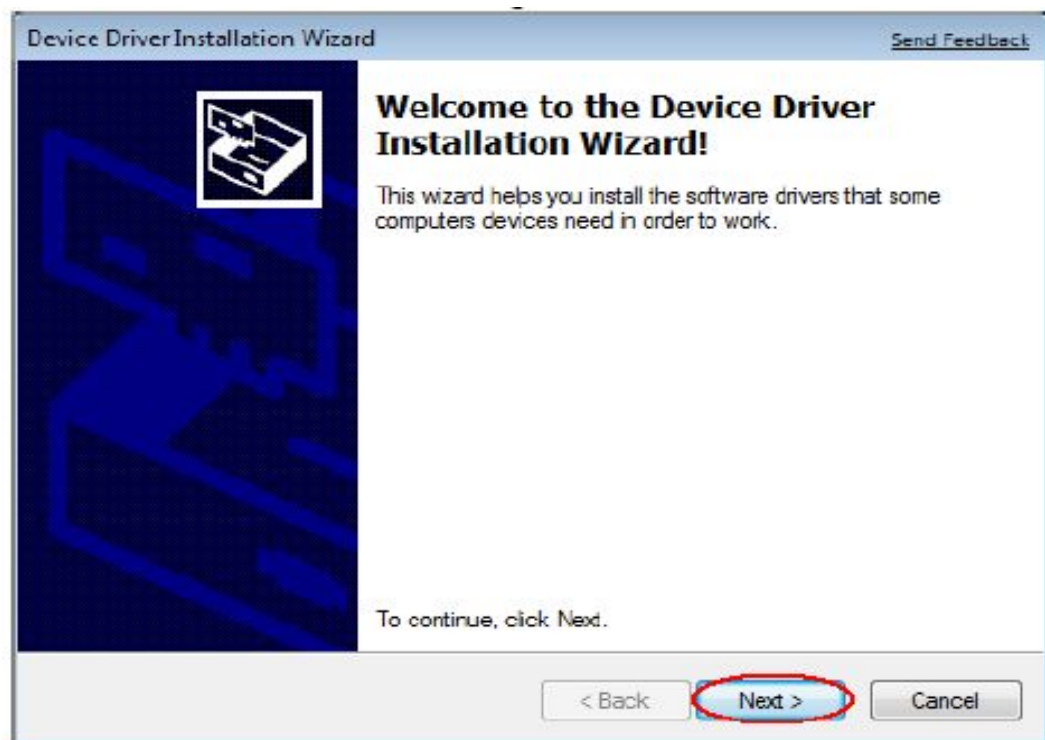 Device Driver Installation Wizard
Send Feedback
Welcome to the Device Driver
Installation Wizard!
This wizard helps you install the software drivers that some
computers devices need in order to work.
To continue, click Next.
< Back
Next >
Cancel